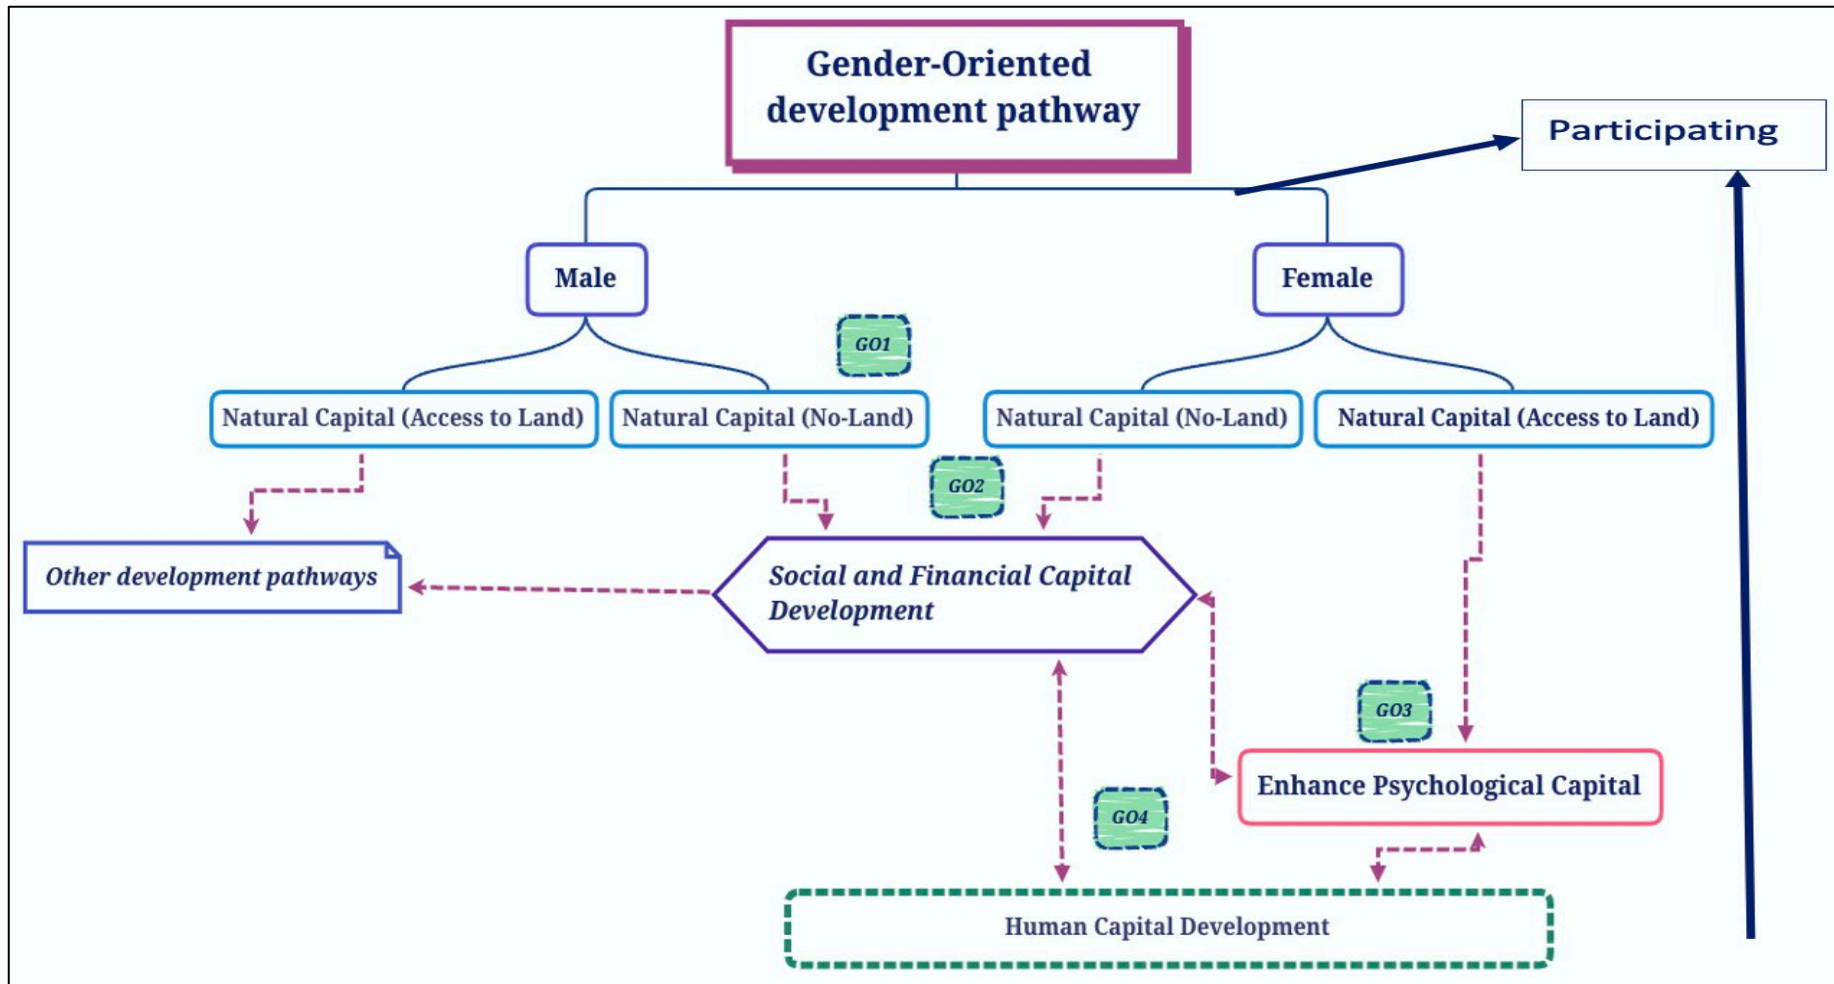 Gender-Oriented
development pathway
Participating
Male
Female
GO1
Natural Capital (Access to Land)
Natural Capital (No-Land)
Natural Capital (No-Land)
Natural Capital (Access to Land)
GO2
Other development pathways
Social and Financial Capital
Development
GO3
Enhance Psychological Capital
GO4
Human Capital Development